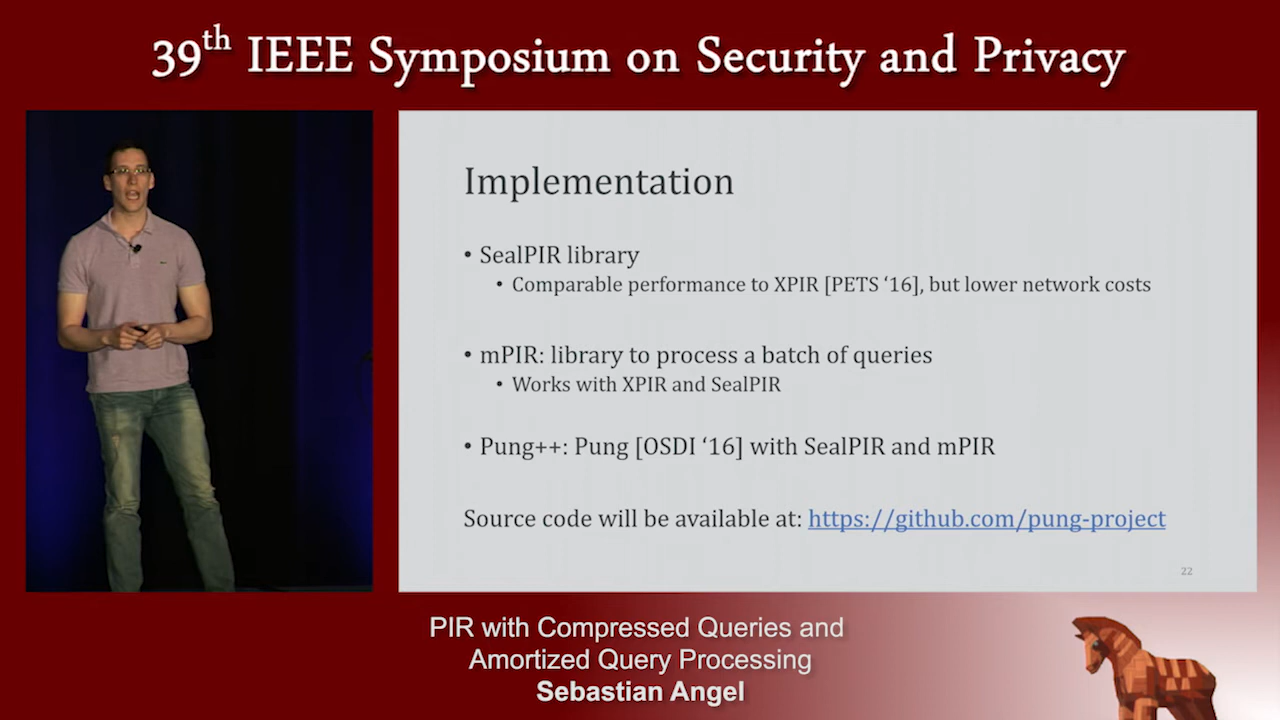 39th IEEE Symposium on Security and Privacy
Implementation
• SealPIR library
• Comparable performance to XPIR [PETS ‘16], but lower network costs
• mPIR: library to process a batch of queries
• Works with XPIR and SealPIR
• Pung++: Pung [OSDI ‘16] with SealPIR and mPIR
Source code will be available at: https://github.com/pung-project
22
PIR with Compressed Queries and
Amortized Query Processing
Sebastian Angel